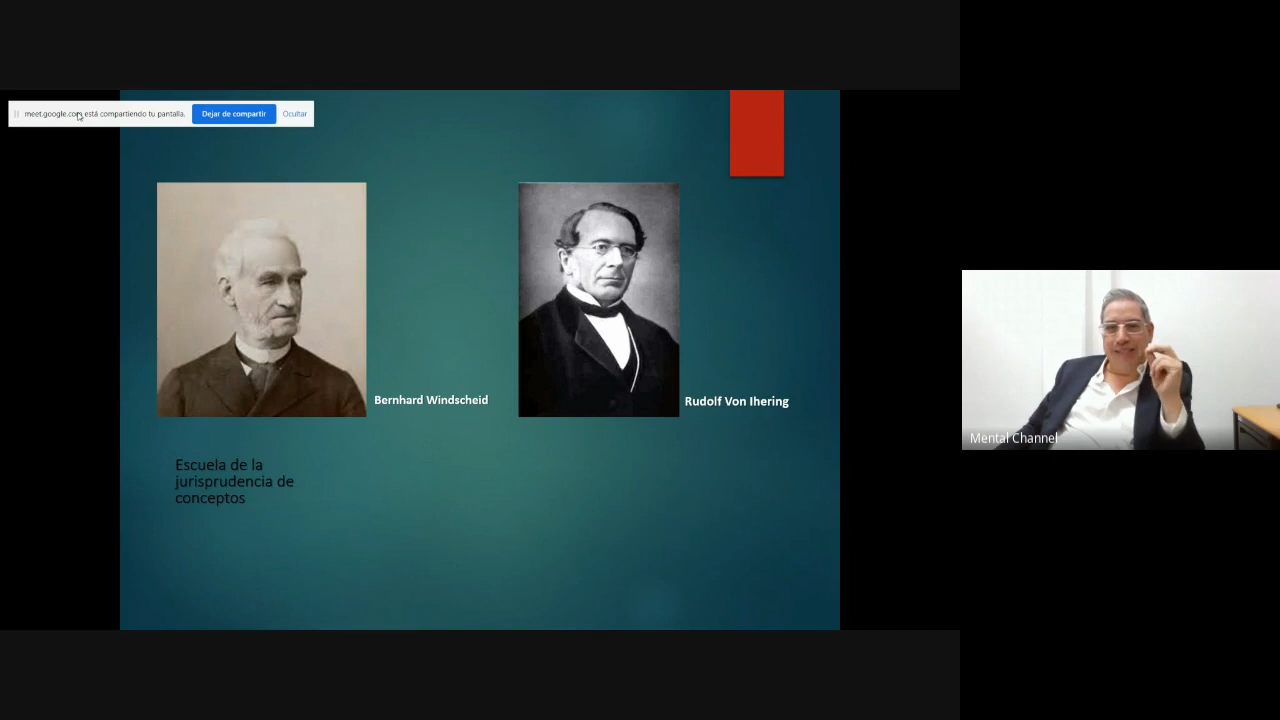 meet.google.com está compartiendo tu pantalla.
Dejar de compartir
Ocultar
Bernhard Windscheid
Rudolf Von Ihering
Escuela de la
jurisprudencia de
conceptos
Mental Channel